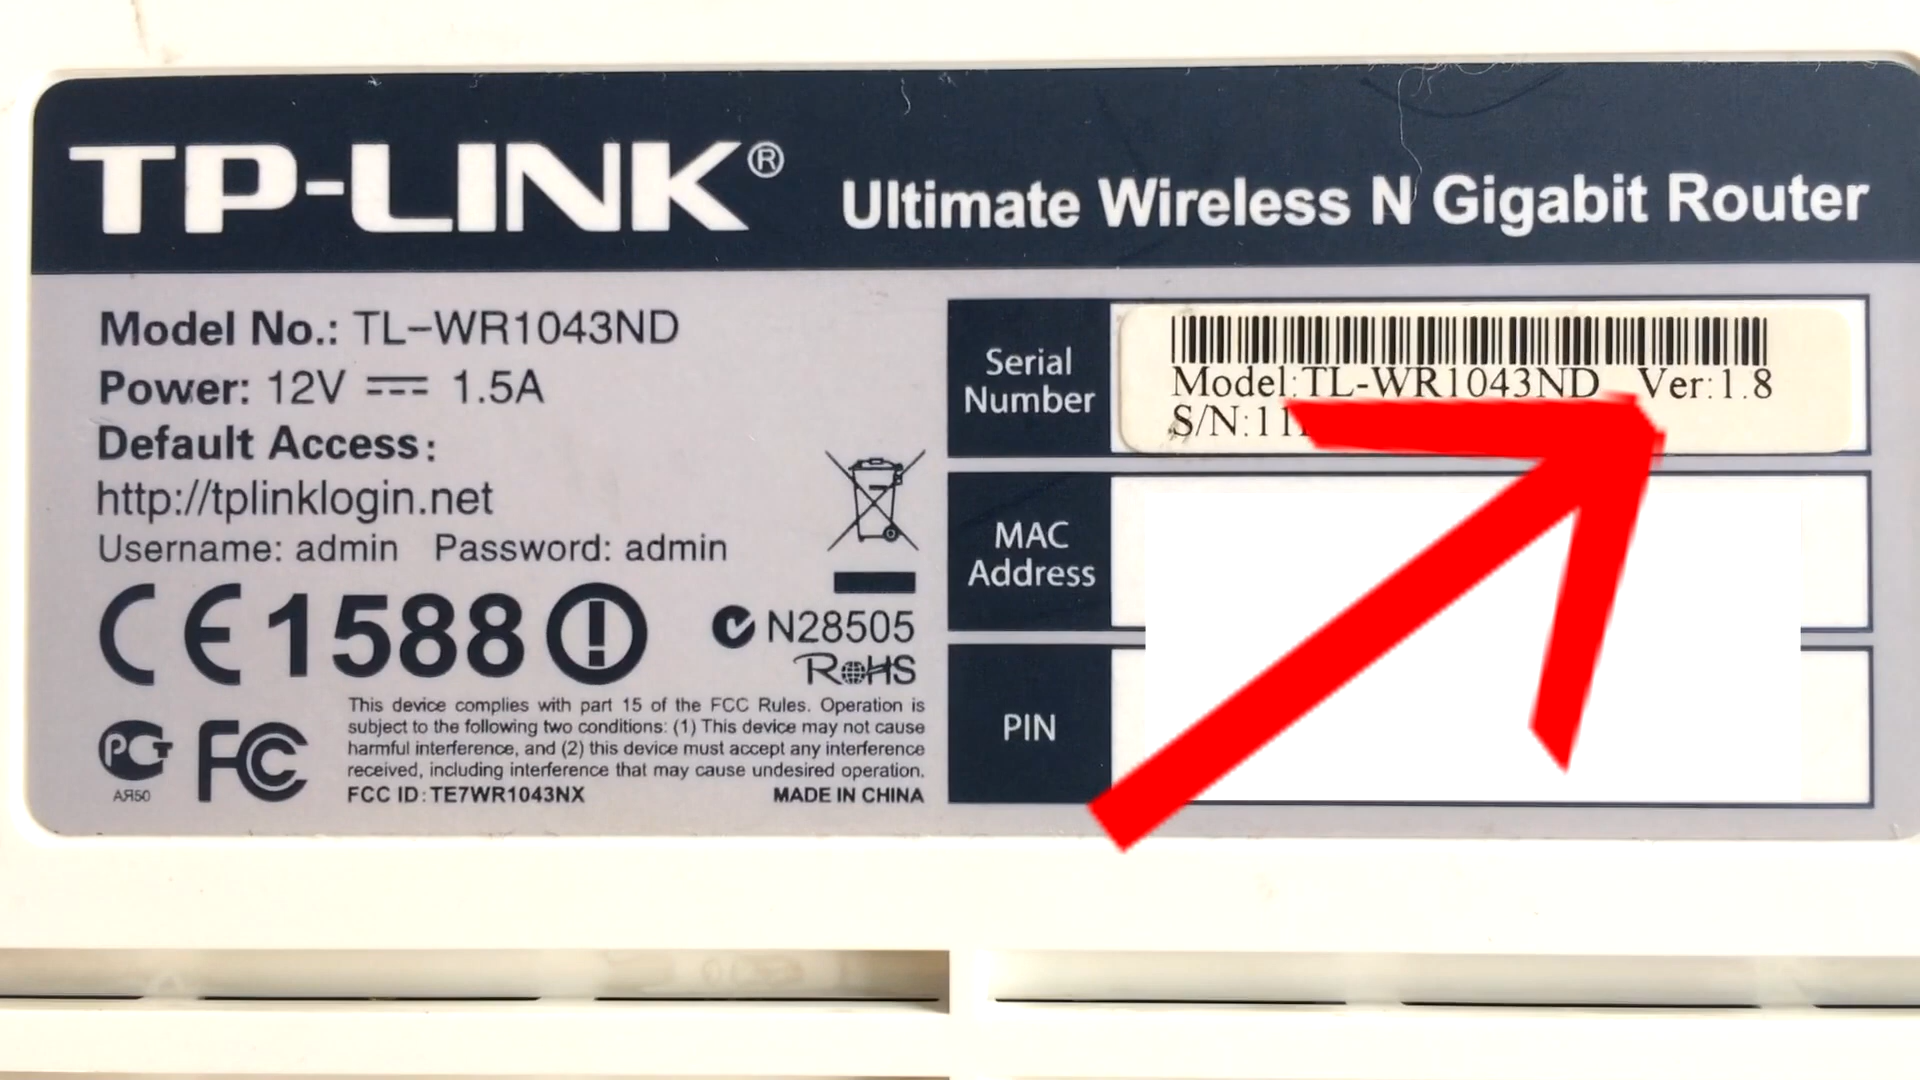 TP-LINK®
Ultimate Wireless N Gigabit Router
Model No.: TL-WR1043ND
Power: 12V ⎓ 1.5A
Default Access:
http://tplinklogin.net
Username: admin Password: admin
CE1588
N28505
RoHS
This device complies with part 15 of the FCC Rules. Operation is
subject to the following two conditions: (1) This device may not cause
harmful interference, and (2) this device must accept any interference
received, including interference that may cause undesired operation.
FCC ID: TE7WR1043NX MADE IN CHINA
FC
АЯ50
Serial
Number
Model:TL-WR1043ND Ver:1.8
S/N:11
MAC
Address
PIN